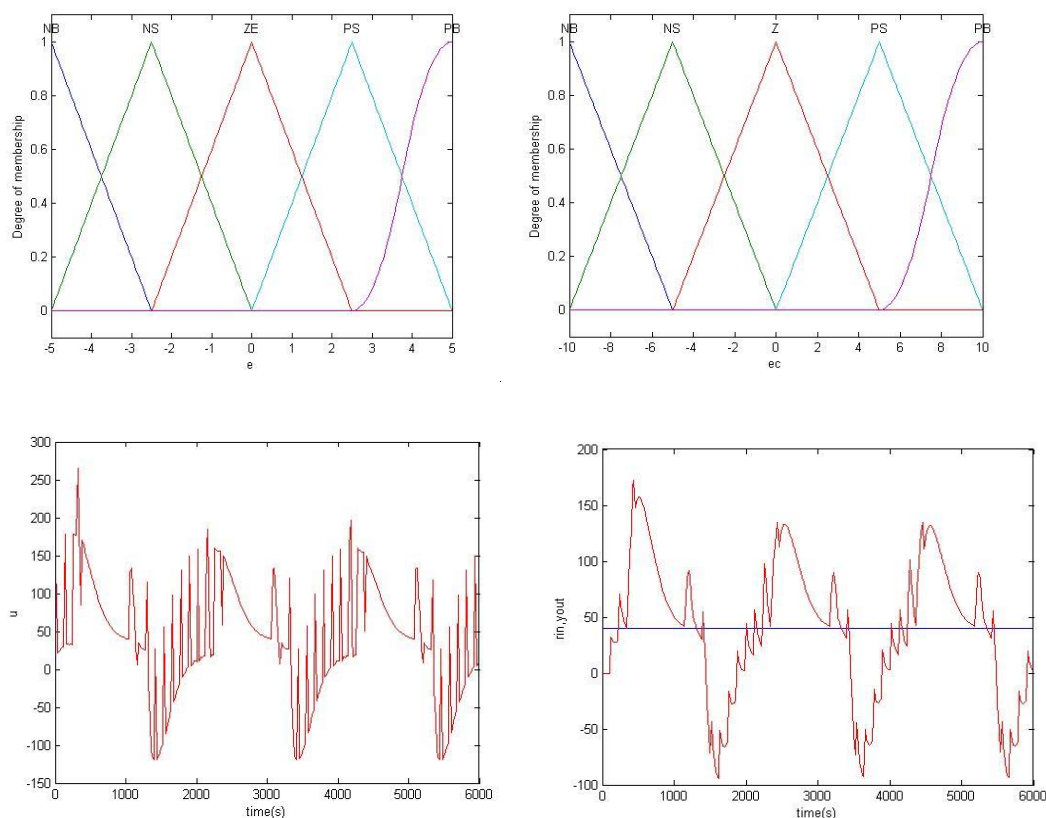 NB NS ZE PS PB
1
0.8
0.6
0.4
0.2
0
Degree of membership
-5 -4 -3 -2 -1 0 1 2 3 4 5
e
NB NS Z PS PB
1
0.8
0.6
0.4
0.2
0
Degree of membership
-10 -8 -6 -4 -2 0 2 4 6 8 10
ec
300
250
200
150
100
50
0
-50
-100
-150
u
0 1000 2000 3000 4000 5000 6000
time(s)
200
150
100
50
0
-50
-100
rin,yout
0 1000 2000 3000 4000 5000 6000
time(s)